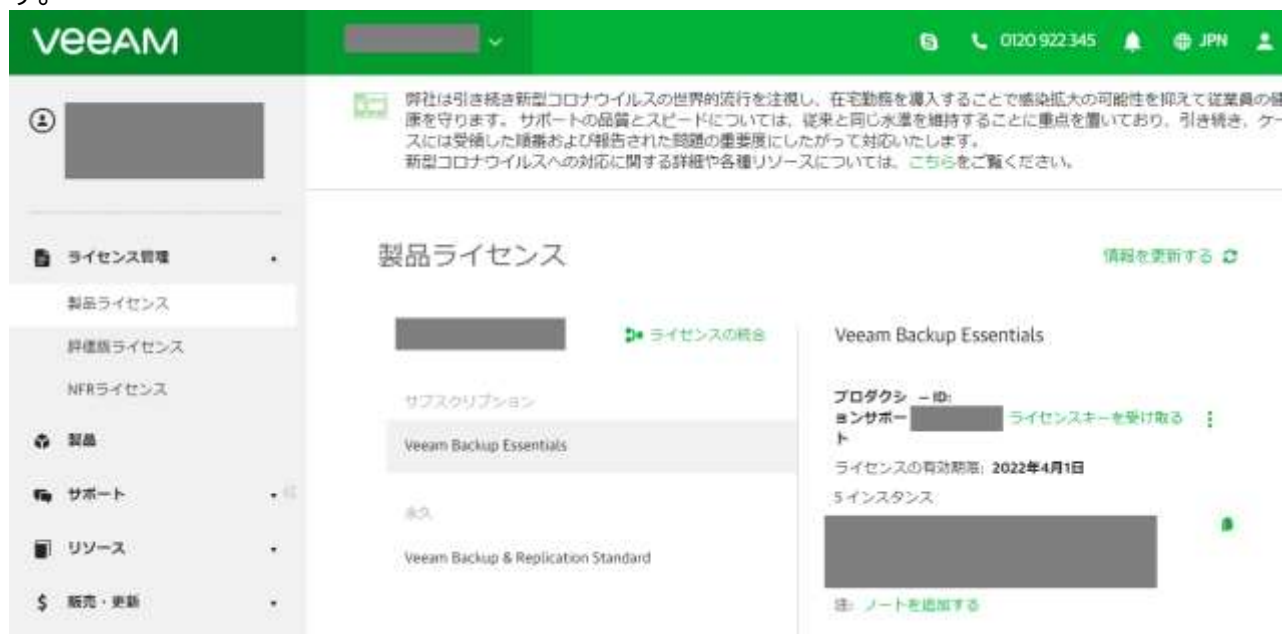 す。
veeAM
0120 922 345
JPN
弊社は引き続き新型コロナウイルスの世界的流行を注視し、在宅勤務を導入することで感染拡大の可能性を抑えて従業員の健
康を守ります。 サポートの品質とスピードについては、従来と同じ水準を維持することに重点を置いており、引き続き、ケー
スには受領した順番および報告された問題の重要度にしたがって対応いたします。
新型コロナウイルスへの対応に関する詳細や各種リソースについては、こちらをご覧ください。
ライセンス管理
製品ライセンス
評価版ライセンス
NFRライセンス
製品
サポート
リソース
$ 販売・更新
製品ライセンス
情報を更新する
ライセンスの統合
サブスクリプション
Veeam Backup Essentials
永久
Veeam Backup & Replication Standard
Veeam Backup Essentials
プロダクシ – ID:
ョンサポー ライセンスキーを受け取る
ト
ライセンスの有効期限: 2022年4月1日
5 インスタンス
注: ノートを追加する